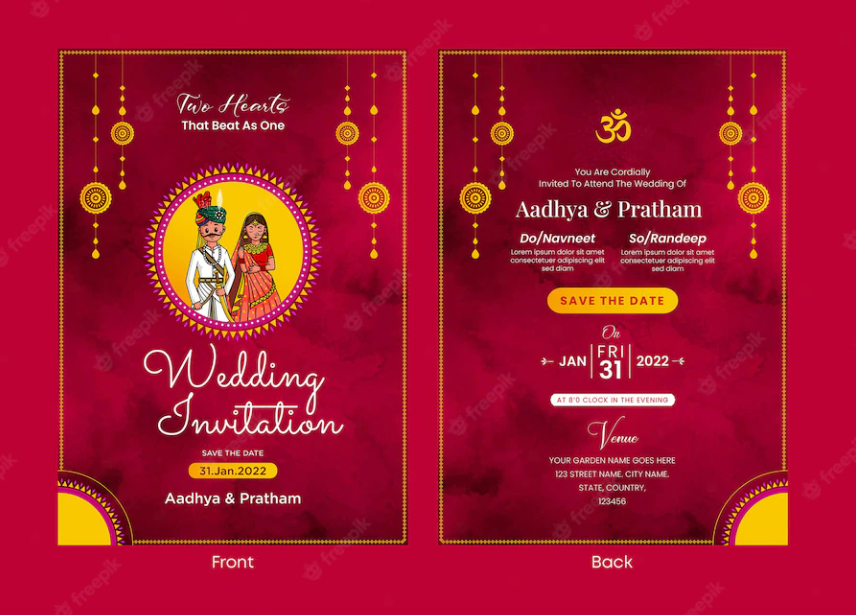 Two Hearts
That Beat As One
Wedding
Invitation
SAVE THE DATE
31.Jan.2022
Aadhya & Pratham
Front
ॐ
You Are Cordially
Invited To Attend The Wedding Of
Aadhya & Pratham
Do/Navneet
Lorem ipsum dolor sit amet
consectetuer adipiscing elit
sed diam
So/Randeep
Lorem ipsum dolor sit amet
consectetuer adipiscing elit
sed diam
SAVE THE DATE
On
JAN FRI 31 2022
AT 8'0 CLOCK IN THE EVENING
Venue
YOUR GARDEN NAME GOES HERE
123 STREET NAME. CITY NAME.
STATE, COUNTRY,
123456
Back
freepik